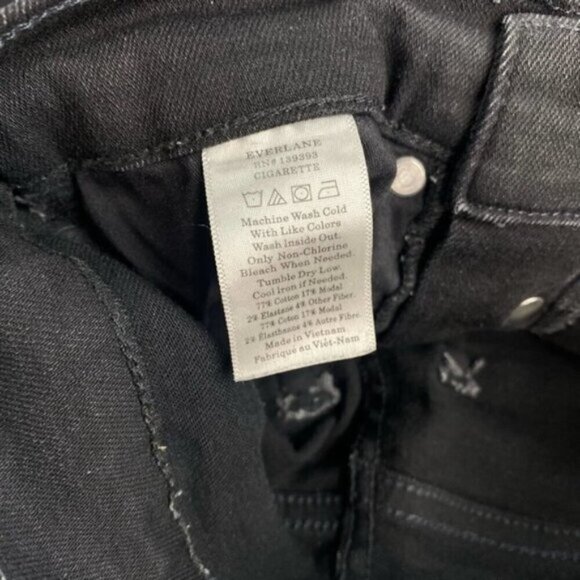 EVERLANE
RN# 139393
CIGARETTE
Machine Wash Cold
With Like Colors
Wash Inside Out.
Only Non-Chlorine
Bleach When Needed.
Tumble Dry Low.
Cool Iron if Needed.
77% Cotton 17% Modal
2% Elastane 4% Other Fiber.
77% Coton 17% Modal
2% Élasthanne 4% Autre Fibre.
Made in Vietnam
Fabriqué au Viêt-Nam